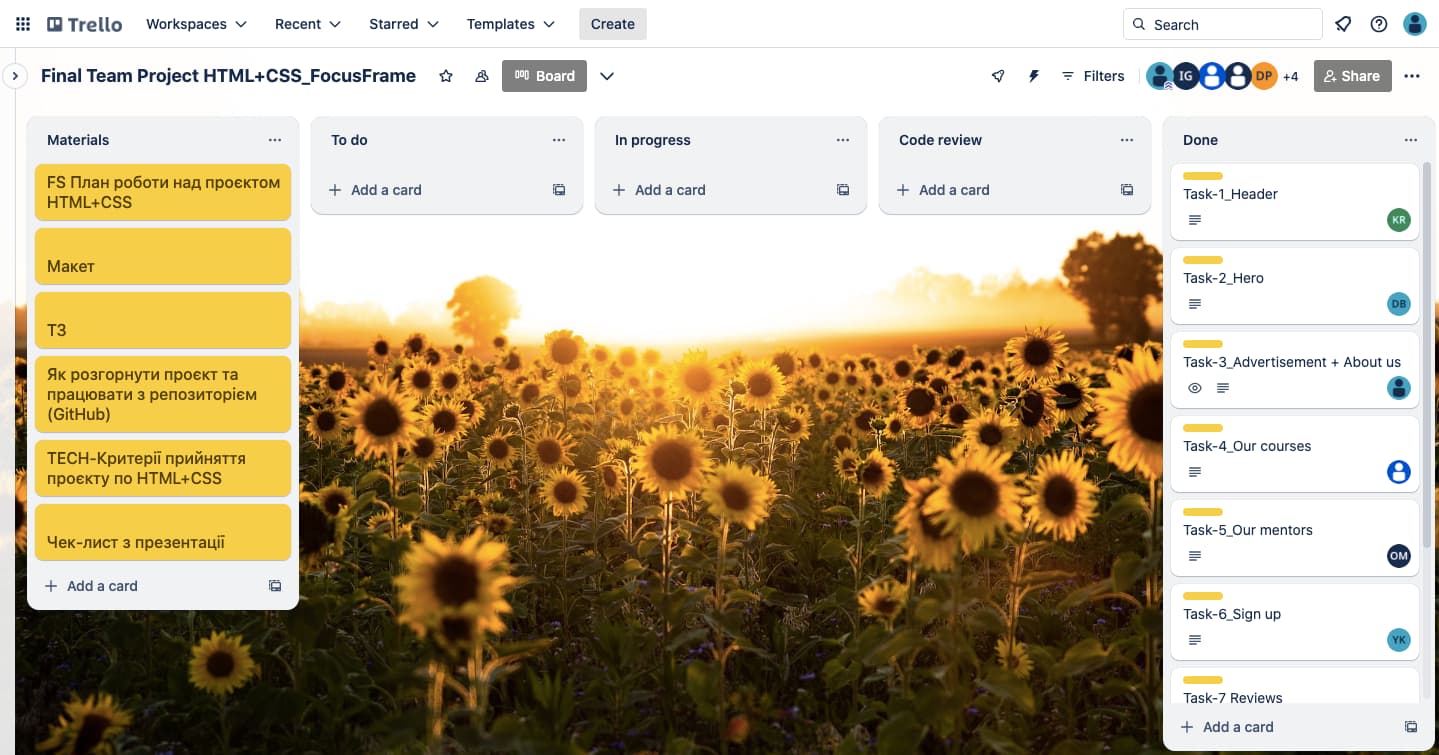 Trello
Workspaces
Recent
Starred
Templates
Create
Search
Final Team Project HTML+CSS_FocusFrame
Board
Filters
IG
DP
+4
Share
Materials
FS План роботи над проєктом
HTML+CSS
Макет
ТЗ
Як розгорнути проєкт та
працювати з репозиторієм
(GitHub)
TECH-Критерії прийняття
проєкту по HTML+CSS
Чек-лист з презентації
Add a card
To do
Add a card
In progress
Add a card
Code review
Add a card
Done
Task-1_Header
KR
Task-2_Hero
DB
Task-3_Advertisement + About us
Task-4_Our courses
Task-5_Our mentors
OM
Task-6_Sign up
YK
Task-7 Reviews
Add a card